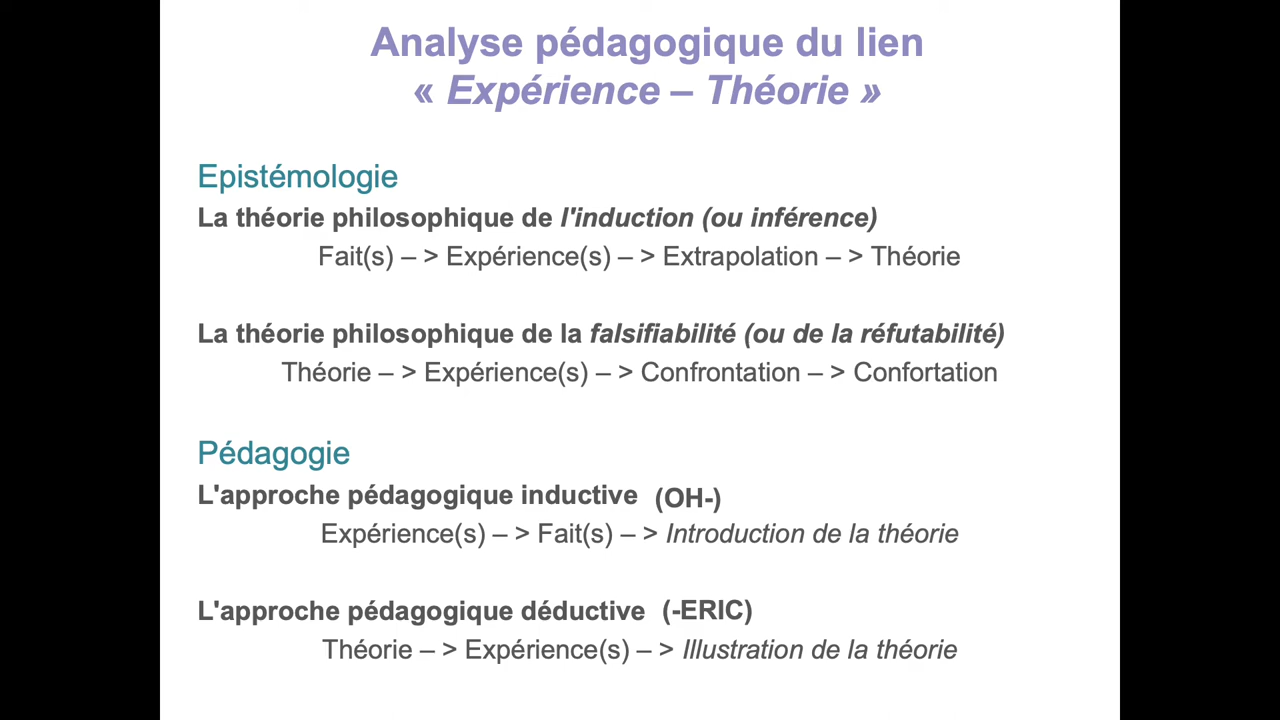 Analyse pédagogique du lien
« Expérience – Théorie »
Epistémologie
La théorie philosophique de l'induction (ou inférence)
Fait(s) – > Expérience(s) – > Extrapolation – > Théorie
La théorie philosophique de la falsifiabilité (ou de la réfutabilité)
Théorie – > Expérience(s) – > Confrontation – > Confortation
Pédagogie
L'approche pédagogique inductive (OH-)
Expérience(s) – > Fait(s) – > Introduction de la théorie
L'approche pédagogique déductive (-ERIC)
Théorie – > Expérience(s) – > Illustration de la théorie